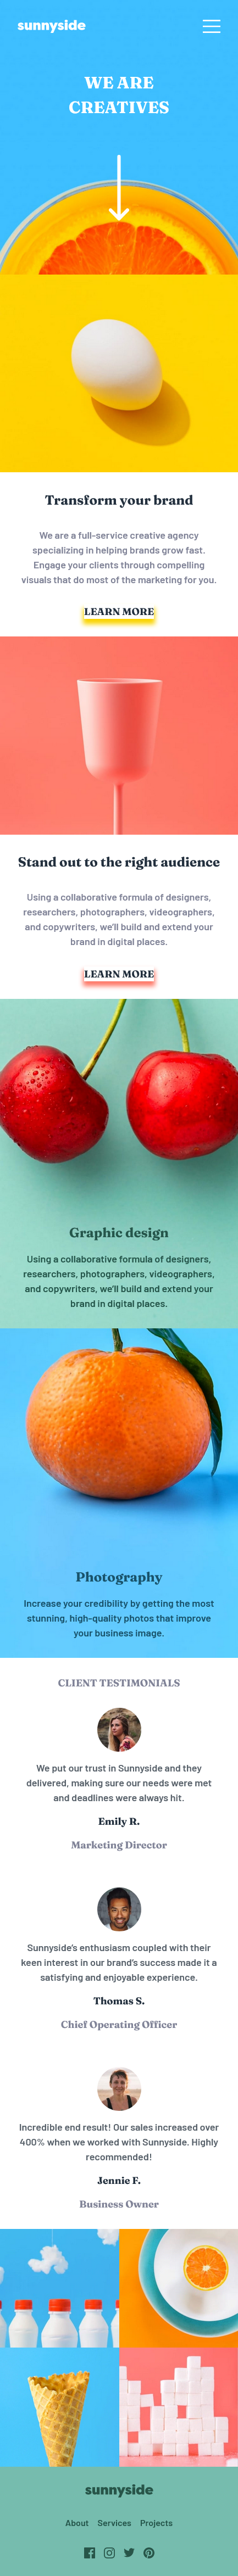 sunnyside
WE ARE
CREATIVES
Transform your brand
We are a full-service creative agency
specializing in helping brands grow fast.
Engage your clients through compelling
visuals that do most of the marketing for you.
LEARN MORE
Stand out to the right audience
Using a collaborative formula of designers,
researchers, photographers, videographers,
and copywriters, we'll build and extend your
brand in digital places.
LEARN MORE
Graphic design
Using a collaborative formula of designers,
researchers, photographers, videographers,
and copywriters, we'll build and extend your
brand in digital places.
Photography
Increase your credibility by getting the most
stunning, high-quality photos that improve
your business image.
CLIENT TESTIMONIALS
We put our trust in Sunnyside and they
delivered, making sure our needs were met
and deadlines were always hit.
Emily R.
Marketing Director
Sunnyside's enthusiasm coupled with their
keen interest in our brand's success made it a
satisfying and enjoyable experience.
Thomas S.
Chief Operating Officer
Incredible end result! Our sales increased over
400% when we worked with Sunnyside. Highly
recommended!
Jennie F.
Business Owner
sunnyside
About Services Projects